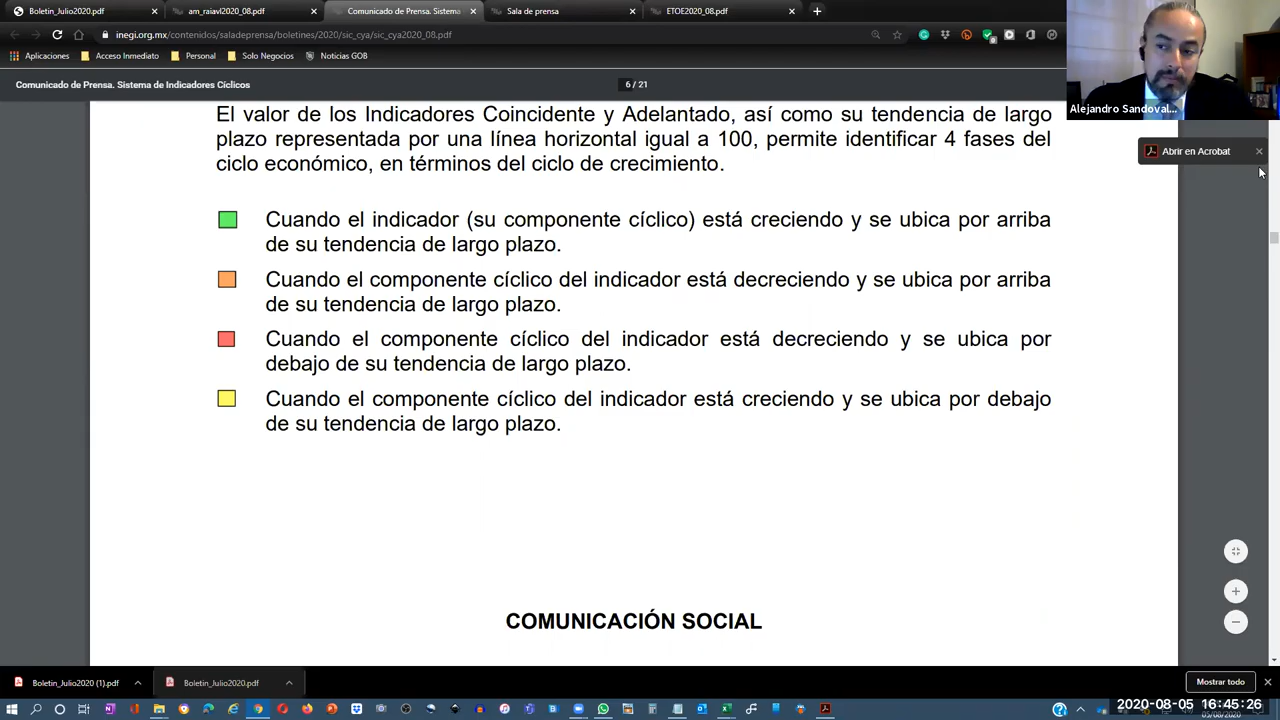 Boletin_Julio2020.pdf
am_raiavl2020_08.pdf
Comunicado de Prensa. Sistema
Sala de prensa
ETOE2020_08.pdf
inegi.org.mx/contenidos/saladeprensa/boletines/2020/sic_cya/sic_cya2020_08.pdf
Aplicaciones
Acceso Inmediato
Personal
Solo Negocios
Noticias GOB
Comunicado de Prensa. Sistema de Indicadores Cíclicos
6 / 21
Alejandro Sandoval...
Abrir en Acrobat
El valor de los Indicadores Coincidente y Adelantado, así como su tendencia de largo
plazo representada por una línea horizontal igual a 100, permite identificar 4 fases del
ciclo económico, en términos del ciclo de crecimiento.
Cuando el indicador (su componente cíclico) está creciendo y se ubica por arriba
de su tendencia de largo plazo.
Cuando el componente cíclico del indicador está decreciendo y se ubica por arriba
de su tendencia de largo plazo.
Cuando el componente cíclico del indicador está decreciendo y se ubica por
debajo de su tendencia de largo plazo.
Cuando el componente cíclico del indicador está creciendo y se ubica por debajo
de su tendencia de largo plazo.
COMUNICACIÓN SOCIAL
Boletin_Julio2020 (1).pdf
Boletin_Julio2020.pdf
Mostrar todo
2020-08-05 16:45:26
05/08/2020